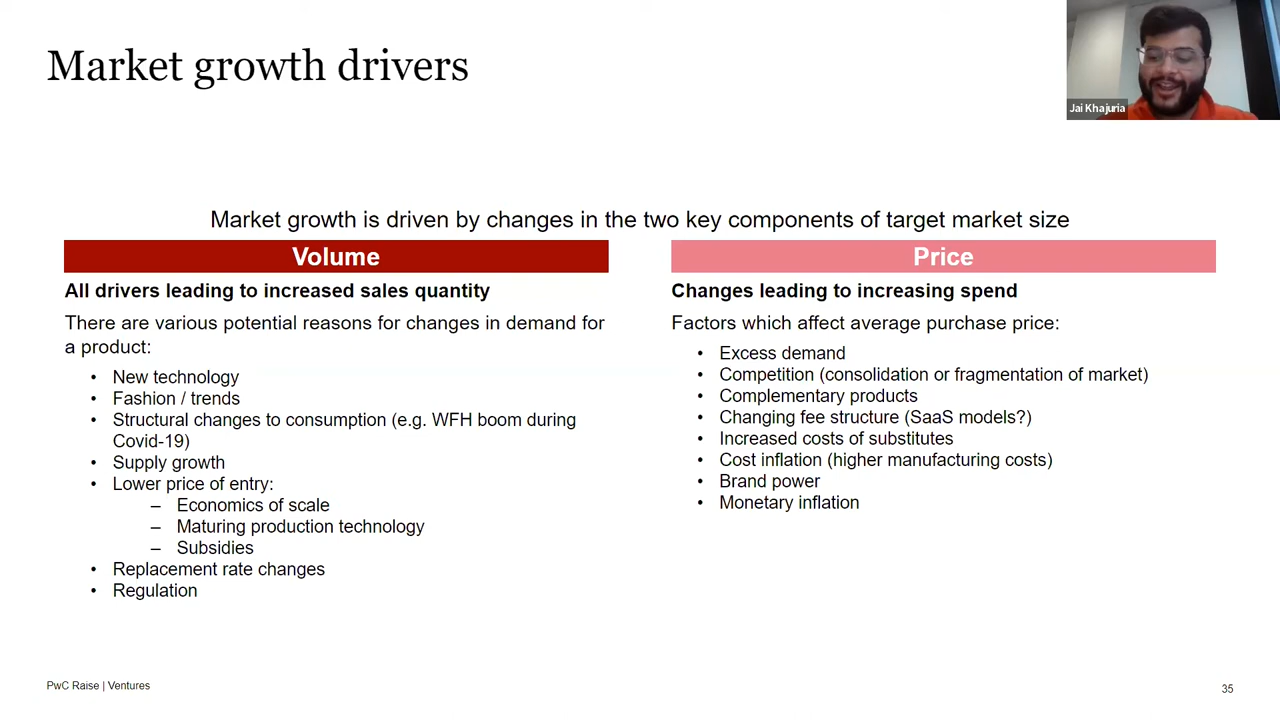 Market growth drivers
Jai Khajuria
Market growth is driven by changes in the two key components of target market size
Volume
All drivers leading to increased sales quantity
There are various potential reasons for changes in demand for
a product:
• New technology
• Fashion / trends
• Structural changes to consumption (e.g. WFH boom during
Covid-19)
• Supply growth
• Lower price of entry:
– Economics of scale
– Maturing production technology
– Subsidies
• Replacement rate changes
• Regulation
Price
Changes leading to increasing spend
Factors which affect average purchase price:
• Excess demand
• Competition (consolidation or fragmentation of market)
• Complementary products
• Changing fee structure (SaaS models?)
• Increased costs of substitutes
• Cost inflation (higher manufacturing costs)
• Brand power
• Monetary inflation
PwC Raise | Ventures
35